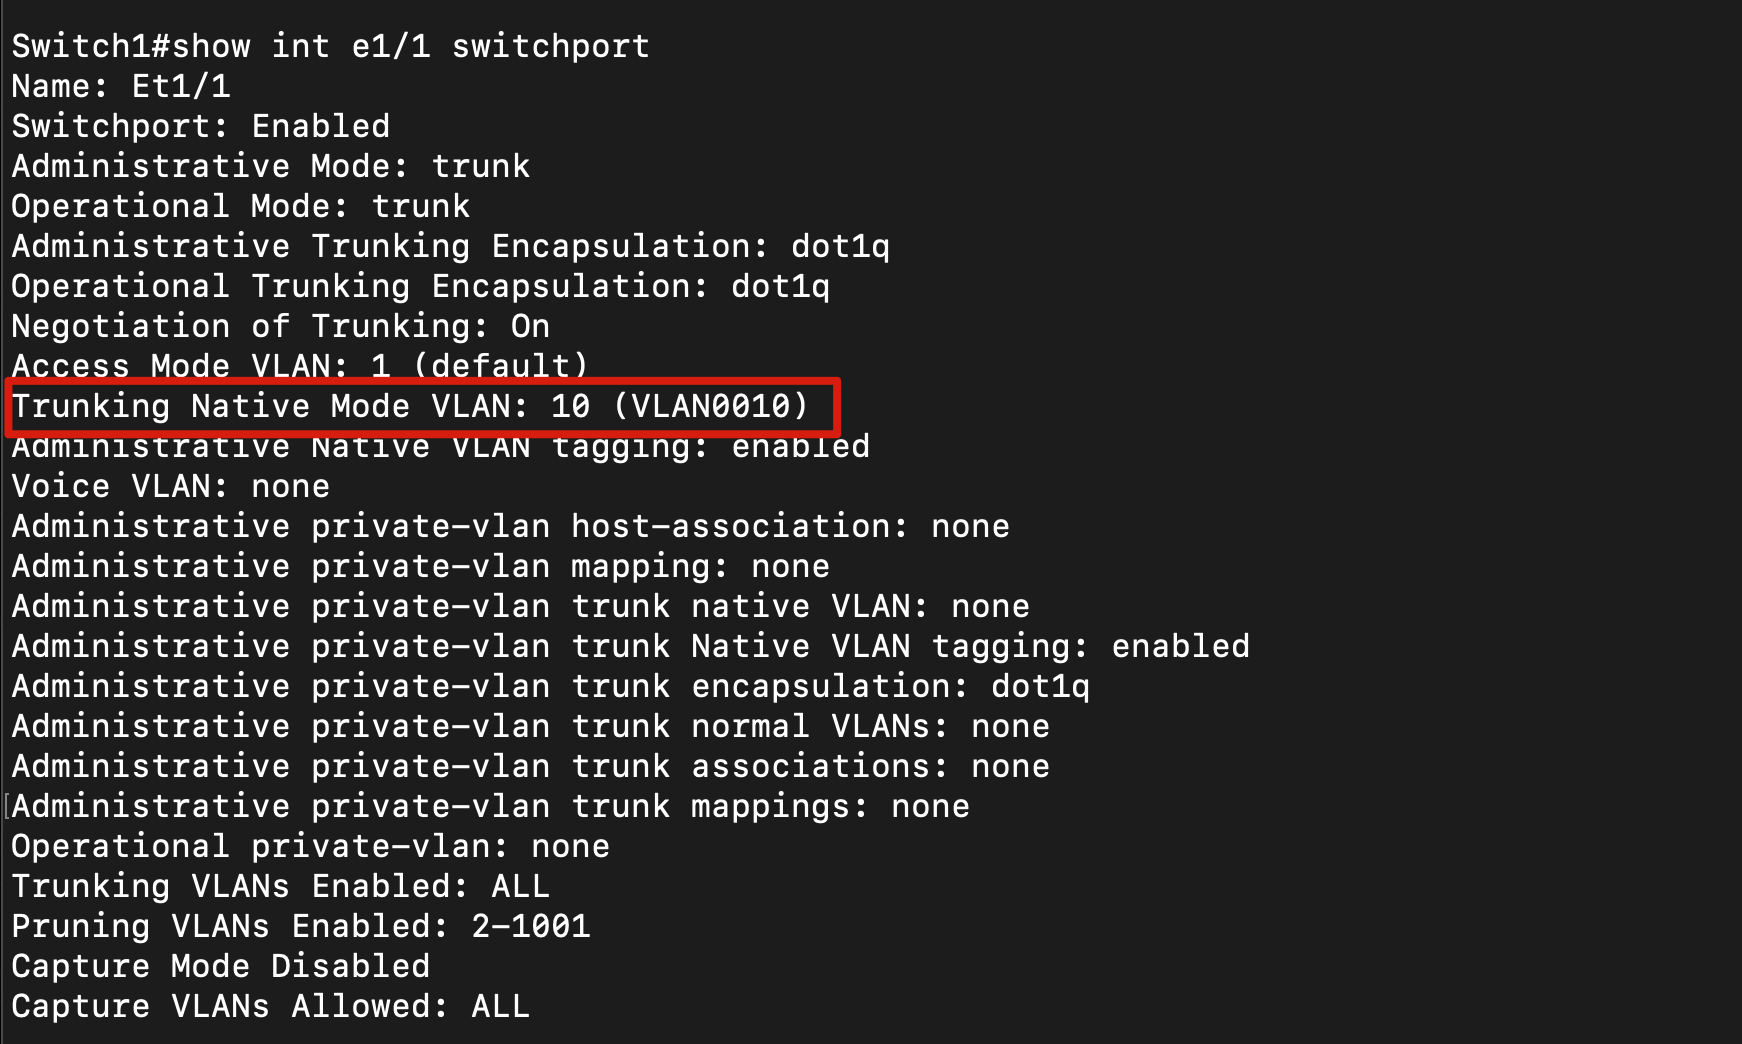 Switch1#show int e1/1 switchport
Name: Et1/1
Switchport: Enabled
Administrative Mode: trunk
Operational Mode: trunk
Administrative Trunking Encapsulation: dot1q
Operational Trunking Encapsulation: dot1q
Negotiation of Trunking: On
Access Mode VLAN: 1 (default)
Trunking Native Mode VLAN: 10 (VLAN0010)
Administrative Native VLAN tagging: enabled
Voice VLAN: none
Administrative private-vlan host-association: none
Administrative private-vlan mapping: none
Administrative private-vlan trunk native VLAN: none
Administrative private-vlan trunk Native VLAN tagging: enabled
Administrative private-vlan trunk encapsulation: dot1q
Administrative private-vlan trunk normal VLANs: none
Administrative private-vlan trunk associations: none
Administrative private-vlan trunk mappings: none
Operational private-vlan: none
Trunking VLANs Enabled: ALL
Pruning VLANs Enabled: 2-1001
Capture Mode Disabled
Capture VLANs Allowed: ALL